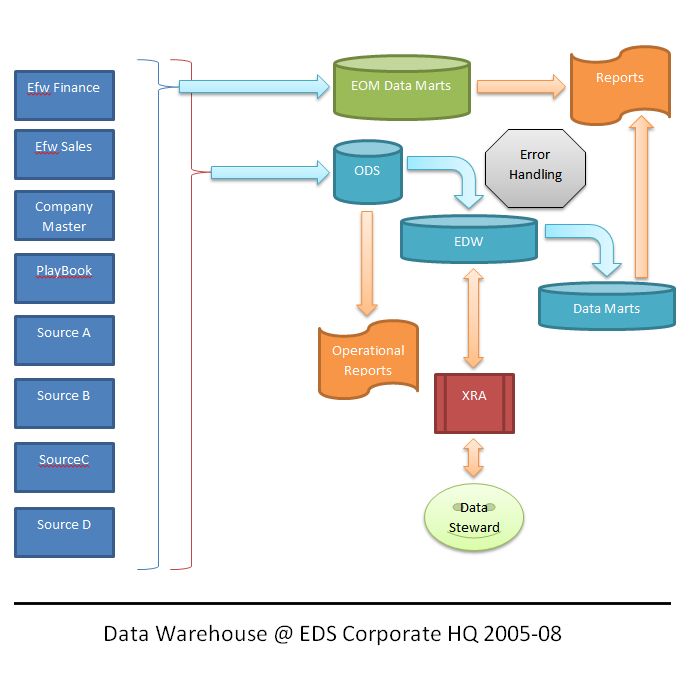 Efw Finance
Efw Sales
Company
Master
PlayBook
Source A
Source B
SourceC
Source D
EOM Data Marts
Reports
ODS
Error
Handling
EDW
Data Marts
Operational
Reports
XRA
Data
Steward
Data Warehouse @ EDS Corporate HQ 2005-08